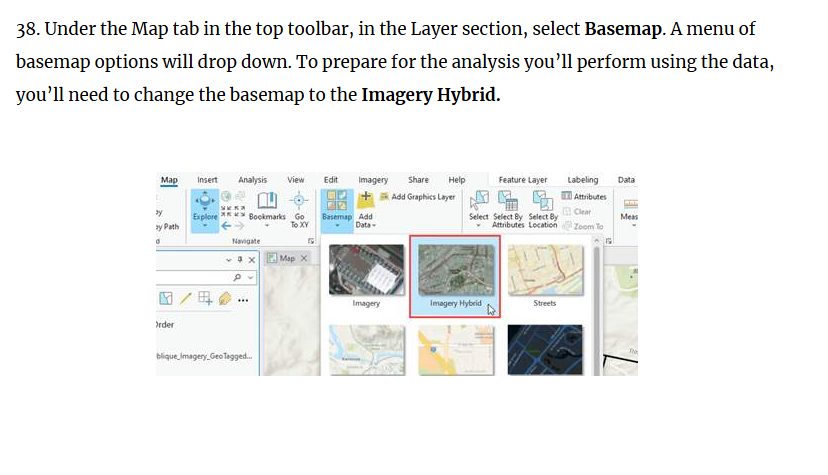 38. Under the Map tab in the top toolbar, in the Layer section, select Basemap. A menu of
basemap options will drop down. To prepare for the analysis you’ll perform using the data,
you’ll need to change the basemap to the Imagery Hybrid.
Map Insert Analysis View Edit Imagery Share Help Feature Layer Labeling Data
Add Graphics Layer Attributes
Clear
Explore Bookmarks Go Basemap Add Select Select By Select By Meas
Path To XY Data Attributes Location Zoom To
Navigate
Map
Imagery Imagery Hybrid Streets
rder
blique_Imagery_GeoTagged...